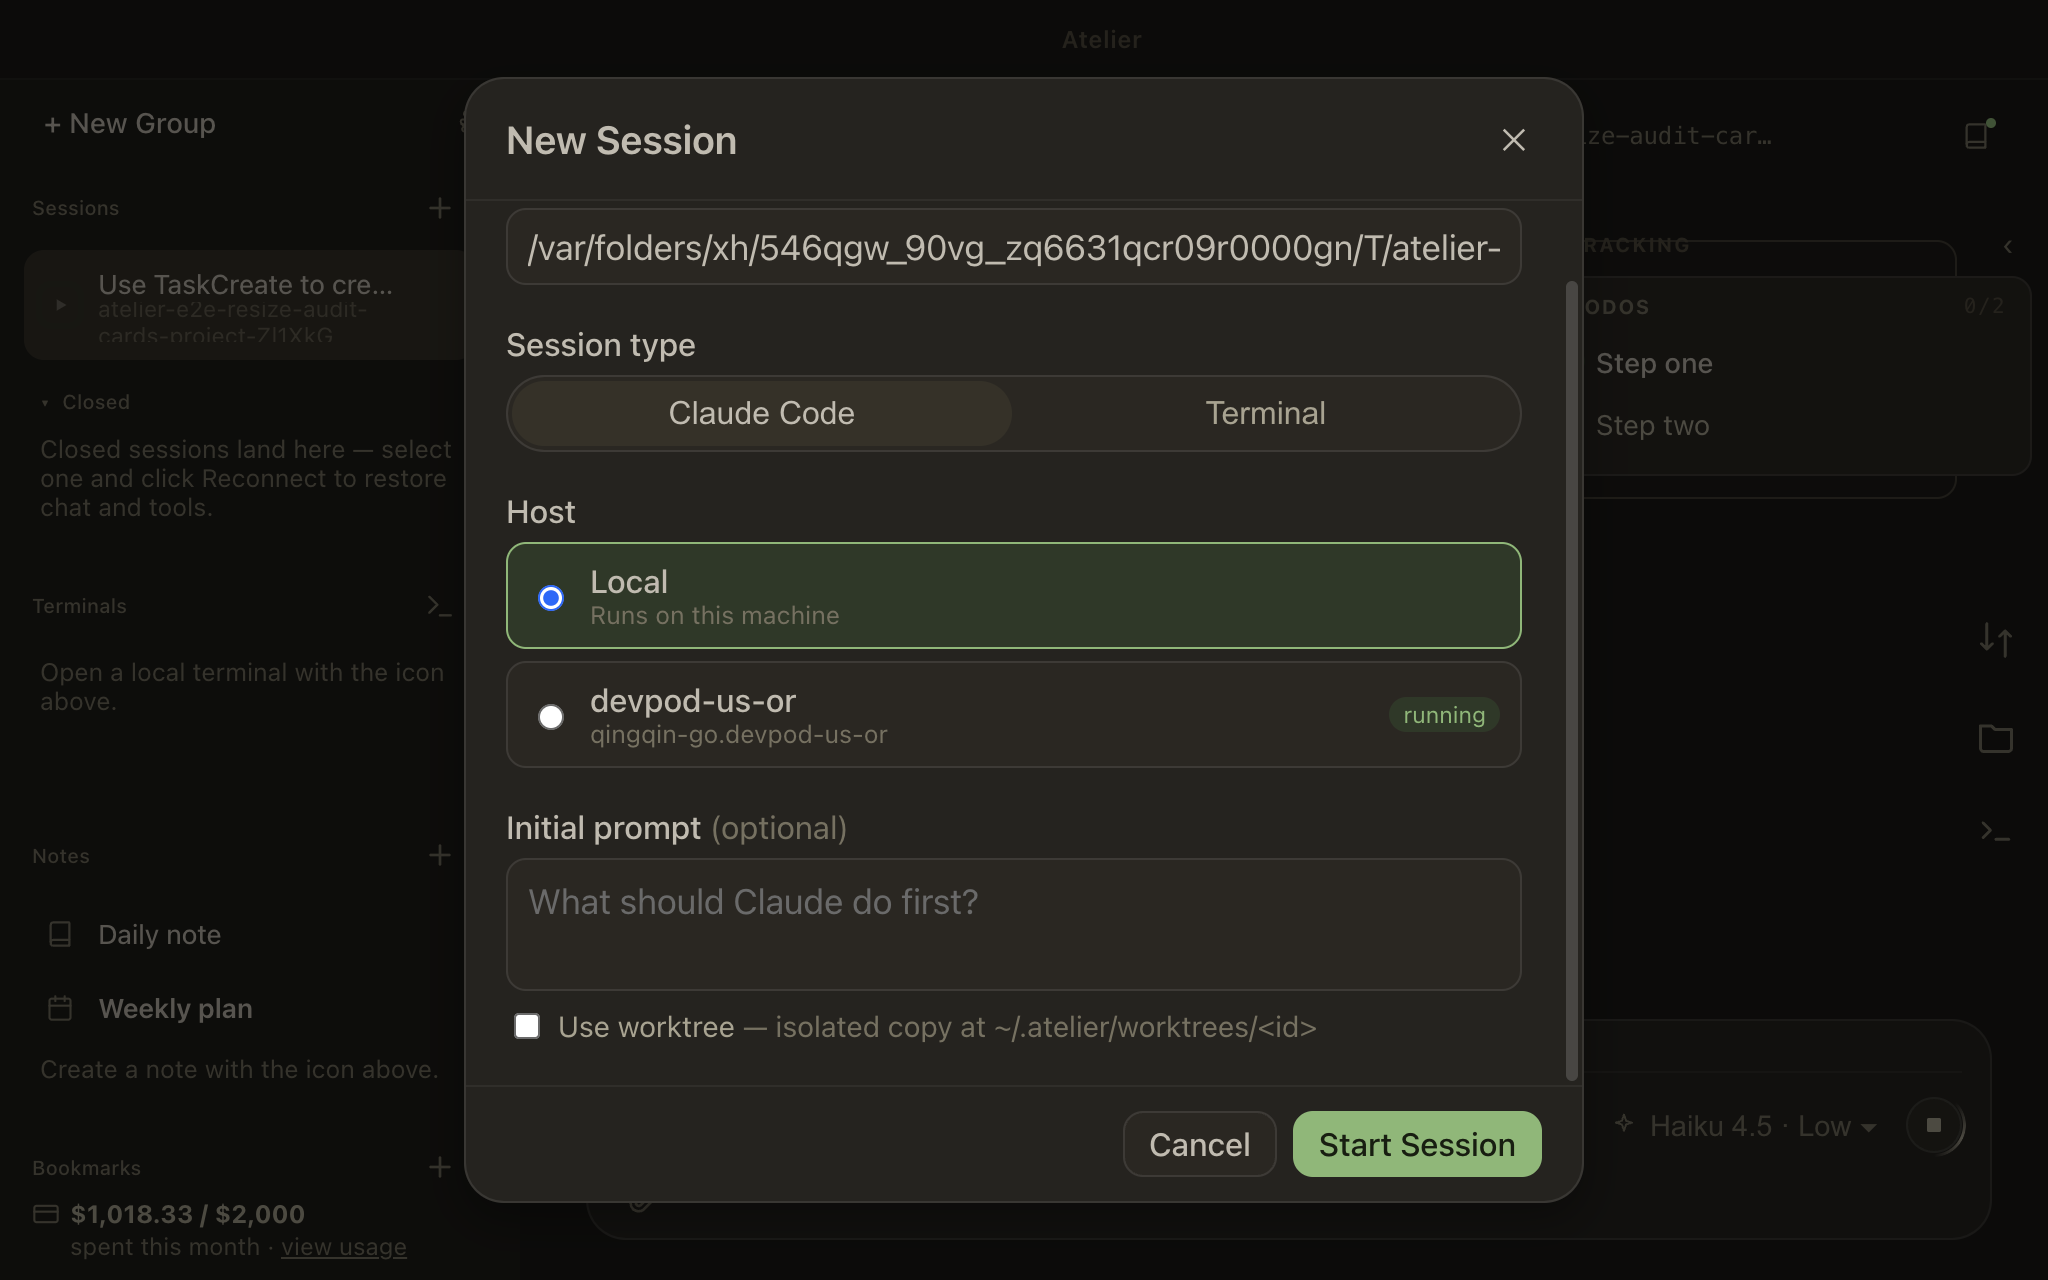 Atelier
+ New Group
Sessions
Use TaskCreate to cre...
atelier-e2e-resize-audit-
cards-project-Zl1XkG
Closed
Closed sessions land here — select
one and click Reconnect to restore
chat and tools.
Terminals
Open a local terminal with the icon
above.
Notes
Daily note
Weekly plan
Create a note with the icon above.
Bookmarks
$1,018.33 / $2,000
spent this month · view usage
New Session
/var/folders/xh/546qgw_90vg_zq6631qcr09r0000gn/T/atelier-
Session type
Claude Code
Terminal
Host
Local
Runs on this machine
devpod-us-or
qingqin-go.devpod-us-or
running
Initial prompt (optional)
What should Claude do first?
Use worktree — isolated copy at ~/.atelier/worktrees/<id>
Cancel
Start Session
ze-audit-car…
RACKING
ODOS
0/2
Step one
Step two
Haiku 4.5 · Low